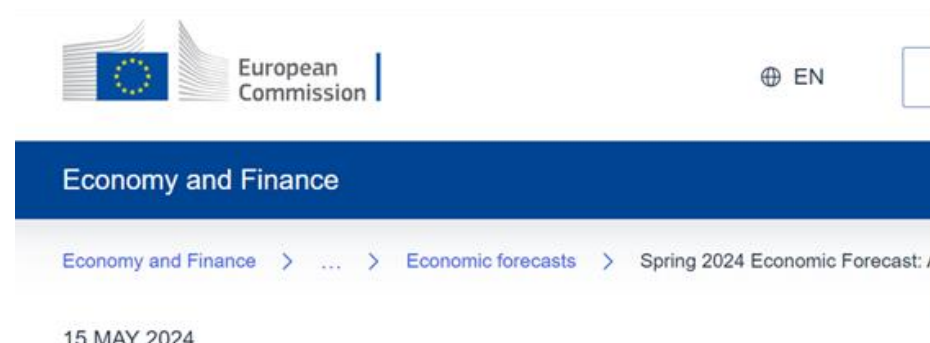 European
Commission
EN
Economy and Finance
Economy and Finance > ... > Economic forecasts > Spring 2024 Economic Forecast:
15 MAY 2024